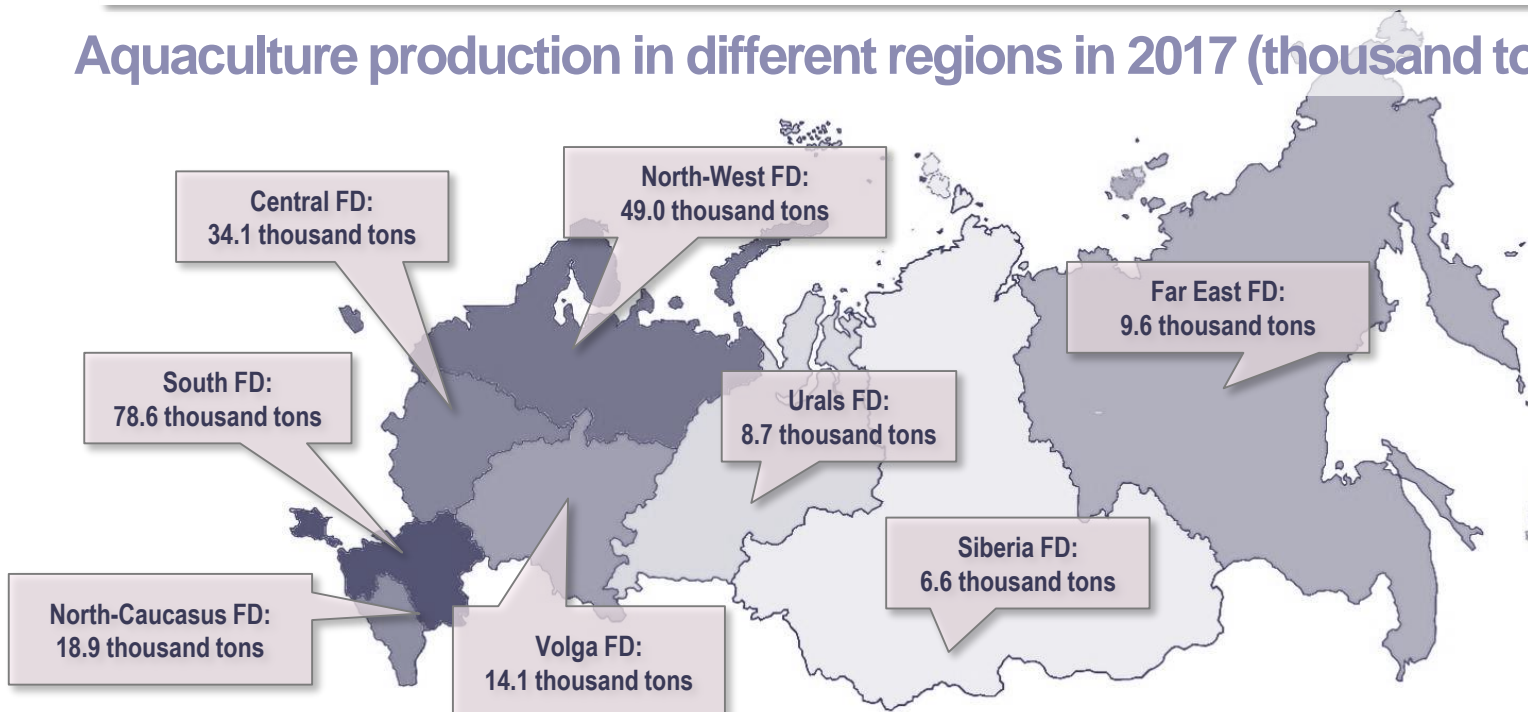 Aquaculture production in different regions in 2017 (thousand to
North-West FD:
49.0 thousand tons
Central FD:
34.1 thousand tons
Far East FD:
9.6 thousand tons
South FD:
78.6 thousand tons
Urals FD:
8.7 thousand tons
Siberia FD:
6.6 thousand tons
North-Caucasus FD:
18.9 thousand tons
Volga FD:
14.1 thousand tons